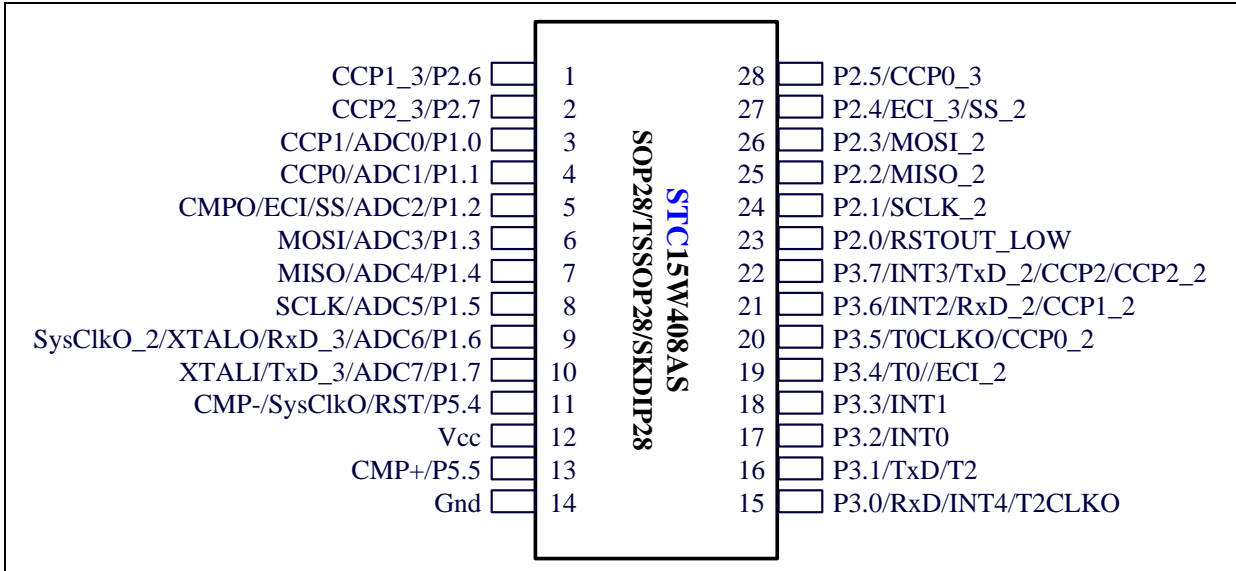 CCP1_3/P2.6 1 28 P2.5/CCP0_3
CCP2_3/P2.7 2 27 P2.4/ECI_3/SS_2
CCP1/ADC0/P1.0 3 26 P2.3/MOSI_2
CCP0/ADC1/P1.1 4 25 P2.2/MISO_2
CMPO/ECI/SS/ADC2/P1.2 5 24 P2.1/SCLK_2
MOSI/ADC3/P1.3 6 23 P2.0/RSTOUT_LOW
MISO/ADC4/P1.4 7 22 P3.7/INT3/TxD_2/CCP2/CCP2_2
SCLK/ADC5/P1.5 8 21 P3.6/INT2/RxD_2/CCP1_2
SysClkO_2/XTALO/RxD_3/ADC6/P1.6 9 20 P3.5/T0CLKO/CCP0_2
XTALI/TxD_3/ADC7/P1.7 10 19 P3.4/T0//ECI_2
CMP-/SysClkO/RST/P5.4 11 18 P3.3/INT1
Vcc 12 17 P3.2/INT0
CMP+/P5.5 13 16 P3.1/TxD/T2
Gnd 14 15 P3.0/RxD/INT4/T2CLKO
STC15W408AS
SOP28/TSSOP28/SKDIP28